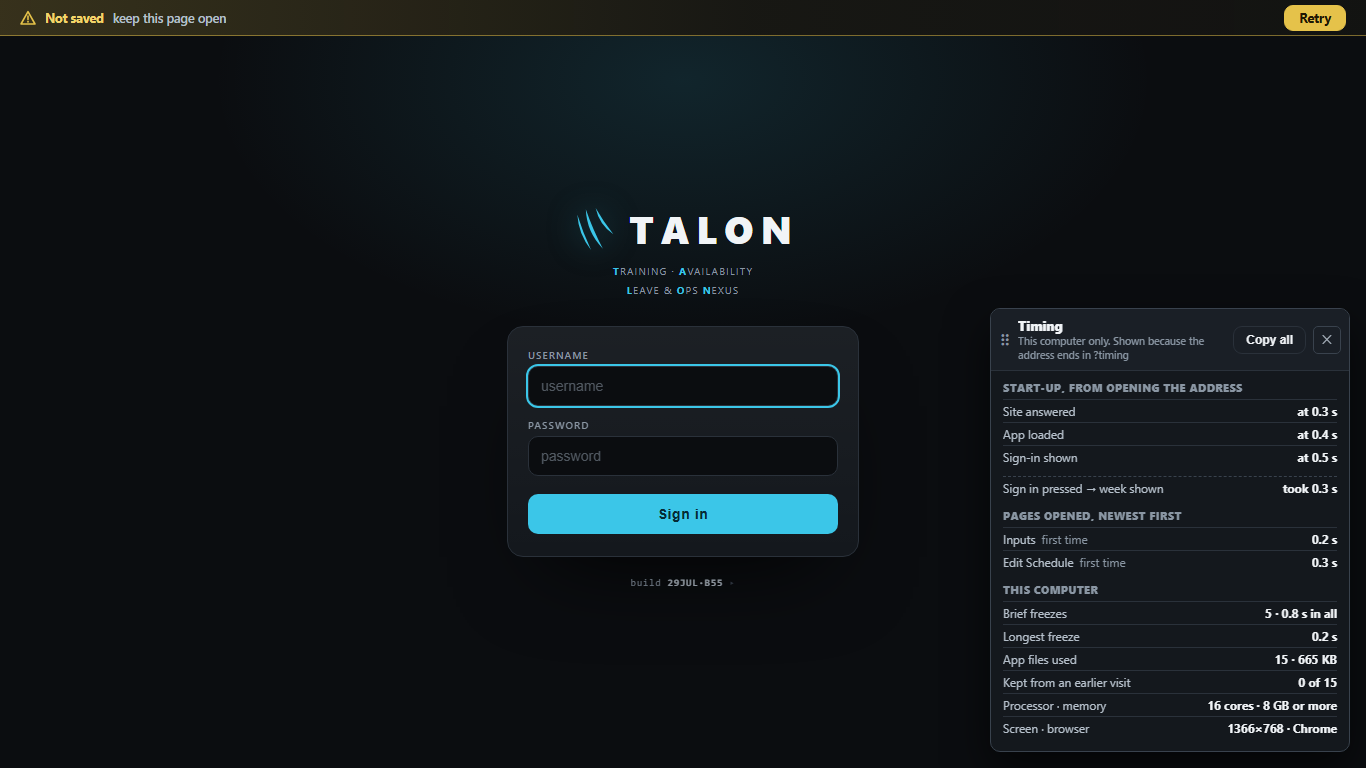 Not saved keep this page open
Retry
TALON
TRAINING · AVAILABILITY
LEAVE & OPS NEXUS
USERNAME
username
PASSWORD
password
Sign in
build 29JUL·B55
Timing
This computer only. Shown because the
address ends in ?timing
Copy all
START-UP, FROM OPENING THE ADDRESS
Site answered at 0.3 s
App loaded at 0.4 s
Sign-in shown at 0.5 s
Sign in pressed → week shown took 0.3 s
PAGES OPENED, NEWEST FIRST
Inputs first time 0.2 s
Edit Schedule first time 0.3 s
THIS COMPUTER
Brief freezes 5 · 0.8 s in all
Longest freeze 0.2 s
App files used 15 · 665 KB
Kept from an earlier visit 0 of 15
Processor · memory 16 cores · 8 GB or more
Screen · browser 1366×768 · Chrome